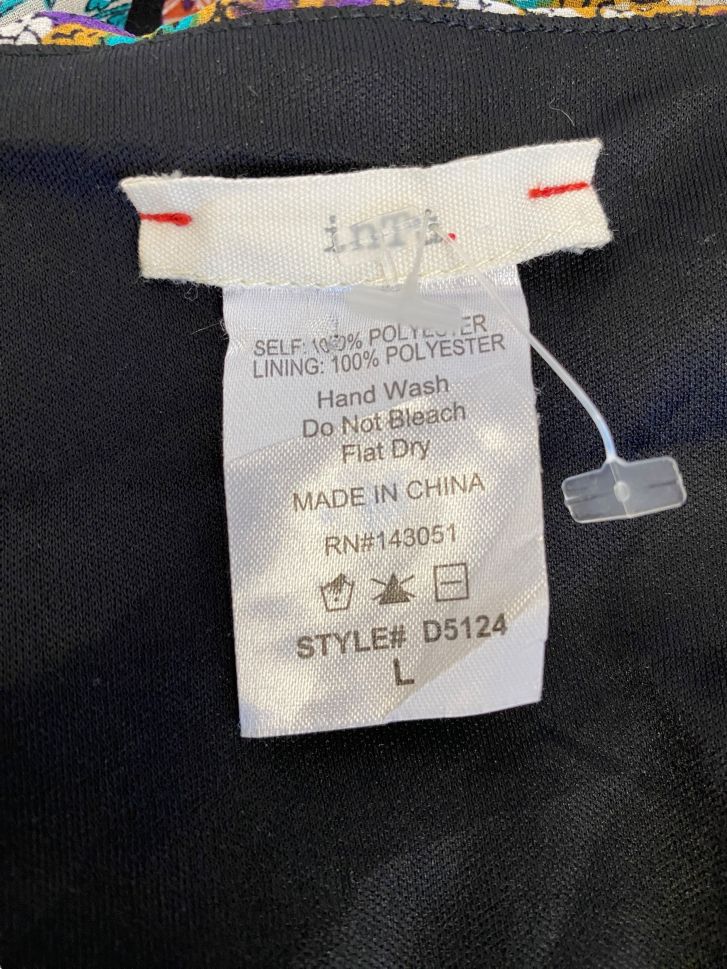 SELF: 100% POLYESTER
LINING: 100% POLYESTER
Hand Wash
Do Not Bleach
Flat Dry
MADE IN CHINA
RN#143051
STYLE# D5124
L